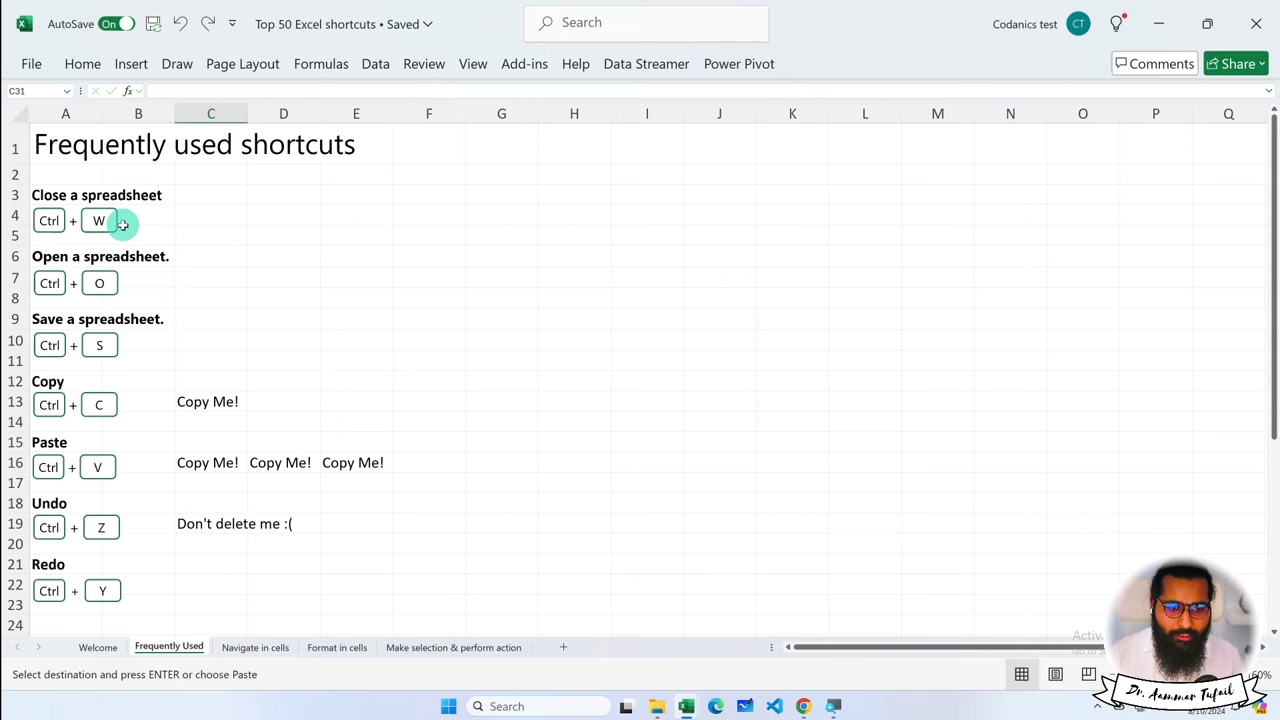 AutoSave On Top 50 Excel shortcuts • Saved Search Codanics test CT
File Home Insert Draw Page Layout Formulas Data Review View Add-ins Help Data Streamer Power Pivot Comments Share
C31 fx
A B C D E F G H I J K L M N O P Q
1 Frequently used shortcuts
2
3 Close a spreadsheet
4 Ctrl + W
5
6 Open a spreadsheet.
7 Ctrl + O
8
9 Save a spreadsheet.
10 Ctrl + S
11
12 Copy
13 Ctrl + C Copy Me!
14
15 Paste
16 Ctrl + V Copy Me! Copy Me! Copy Me!
17
18 Undo
19 Ctrl + Z Don't delete me :(
20
21 Redo
22 Ctrl + Y
23
24
Welcome Frequently Used Navigate in cells Format in cells Make selection & perform action
Select destination and press ENTER or choose Paste
Dr. Aammar Tufail
Search